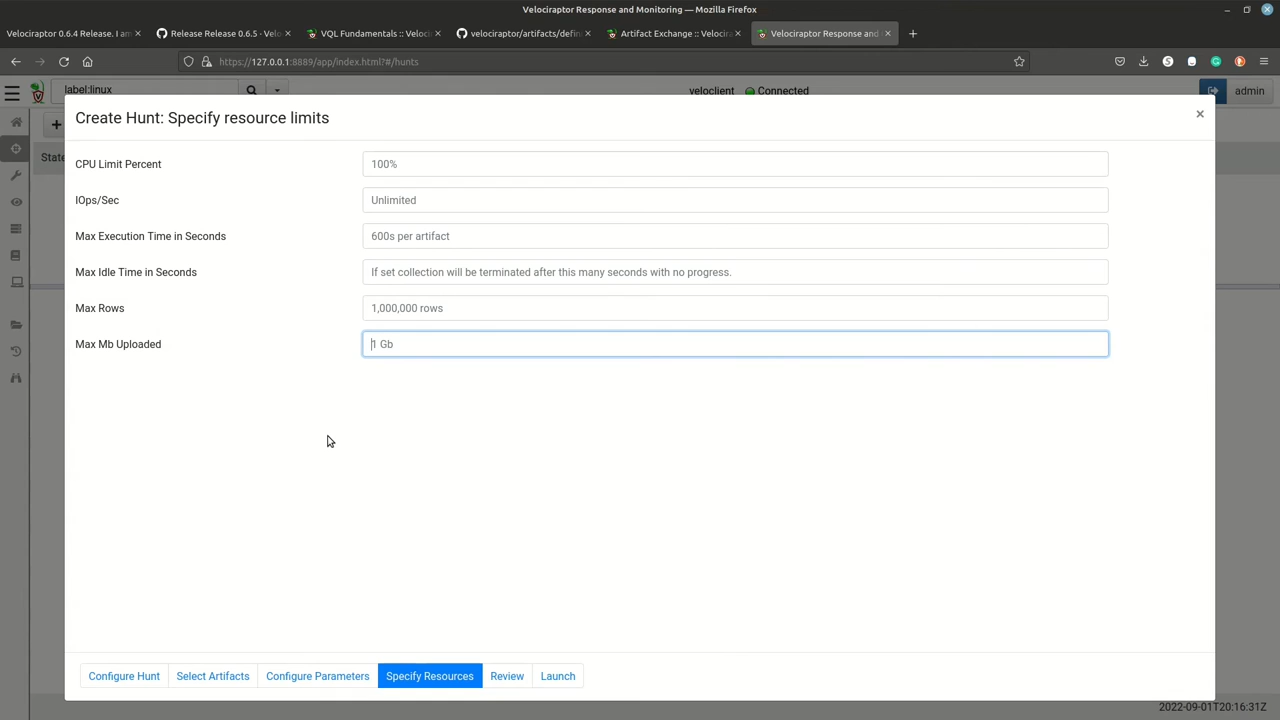 Velociraptor Response and Monitoring — Mozilla Firefox
Velociraptor 0.6.4 Release. I am
Release Release 0.6.5 · Velo
VQL Fundamentals :: Veloci
velociraptor/artifacts/defin
Artifact Exchange :: Velocira
Velociraptor Response and
https://127.0.0.1:8889/app/index.html?#/hunts
label:linux
veloclient
Connected
admin
State
Create Hunt: Specify resource limits
×
CPU Limit Percent
100%
IOps/Sec
Unlimited
Max Execution Time in Seconds
600s per artifact
Max Idle Time in Seconds
If set collection will be terminated after this many seconds with no progress.
Max Rows
1,000,000 rows
Max Mb Uploaded
1 Gb
Configure Hunt
Select Artifacts
Configure Parameters
Specify Resources
Review
Launch
2022-09-01T20:16:31Z